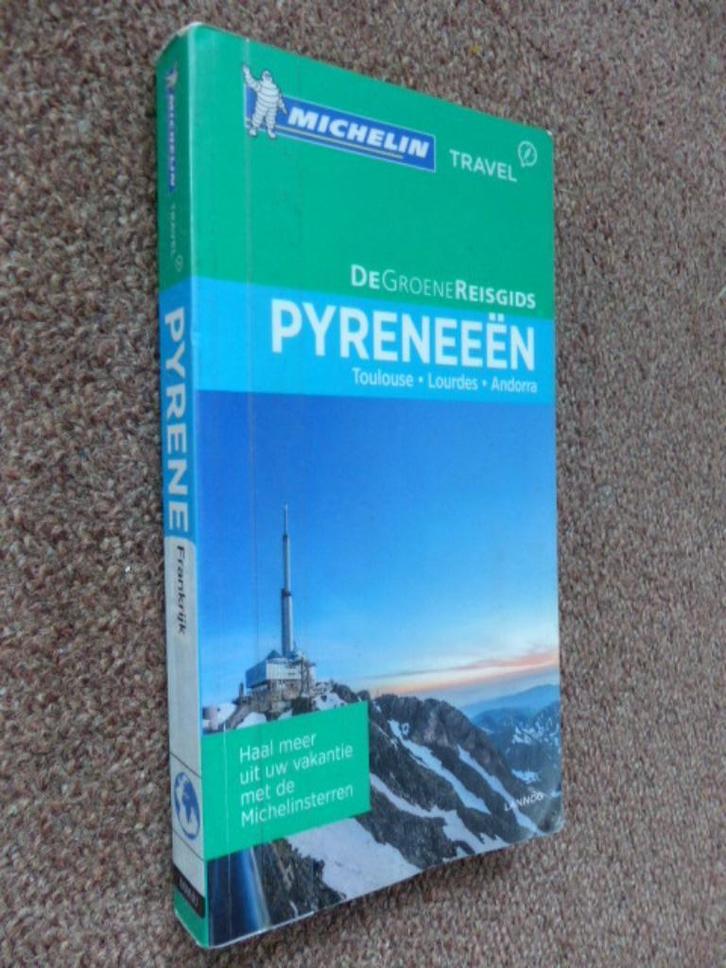 MICHELIN
TRAVEL
DEGROENEREISGIDS
PYRENEEËN
Toulouse • Lourdes • Andorra
Haal meer
uit uw vakantie
met de
Michelinsterren
LANNOO
MICHELIN
TRAVEL
PYRENE
Frankrijk